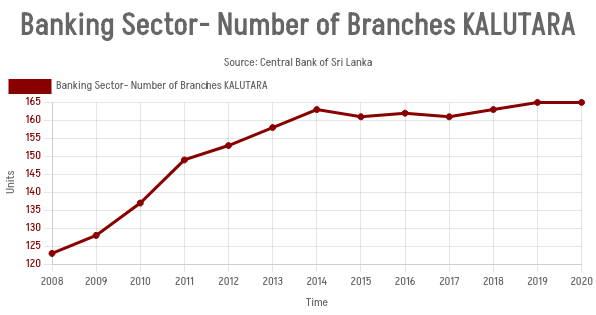 Banking Sector- Number of Branches KALUTARA
Source: Central Bank of Sri Lanka
Banking Sector- Number of Branches KALUTARA
165
160
155
150
145
140
135
130
125
120
Units
2008 2009 2010 2011 2012 2013 2014 2015 2016 2017 2018 2019 2020
Time